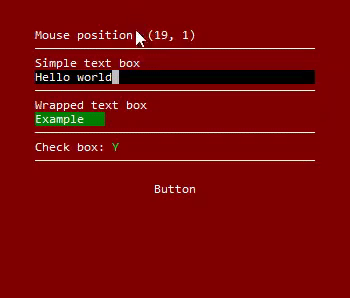 Mouse position (19, 1)
Simple text box
Hello world
Wrapped text box
Example
Check box: Y
Button